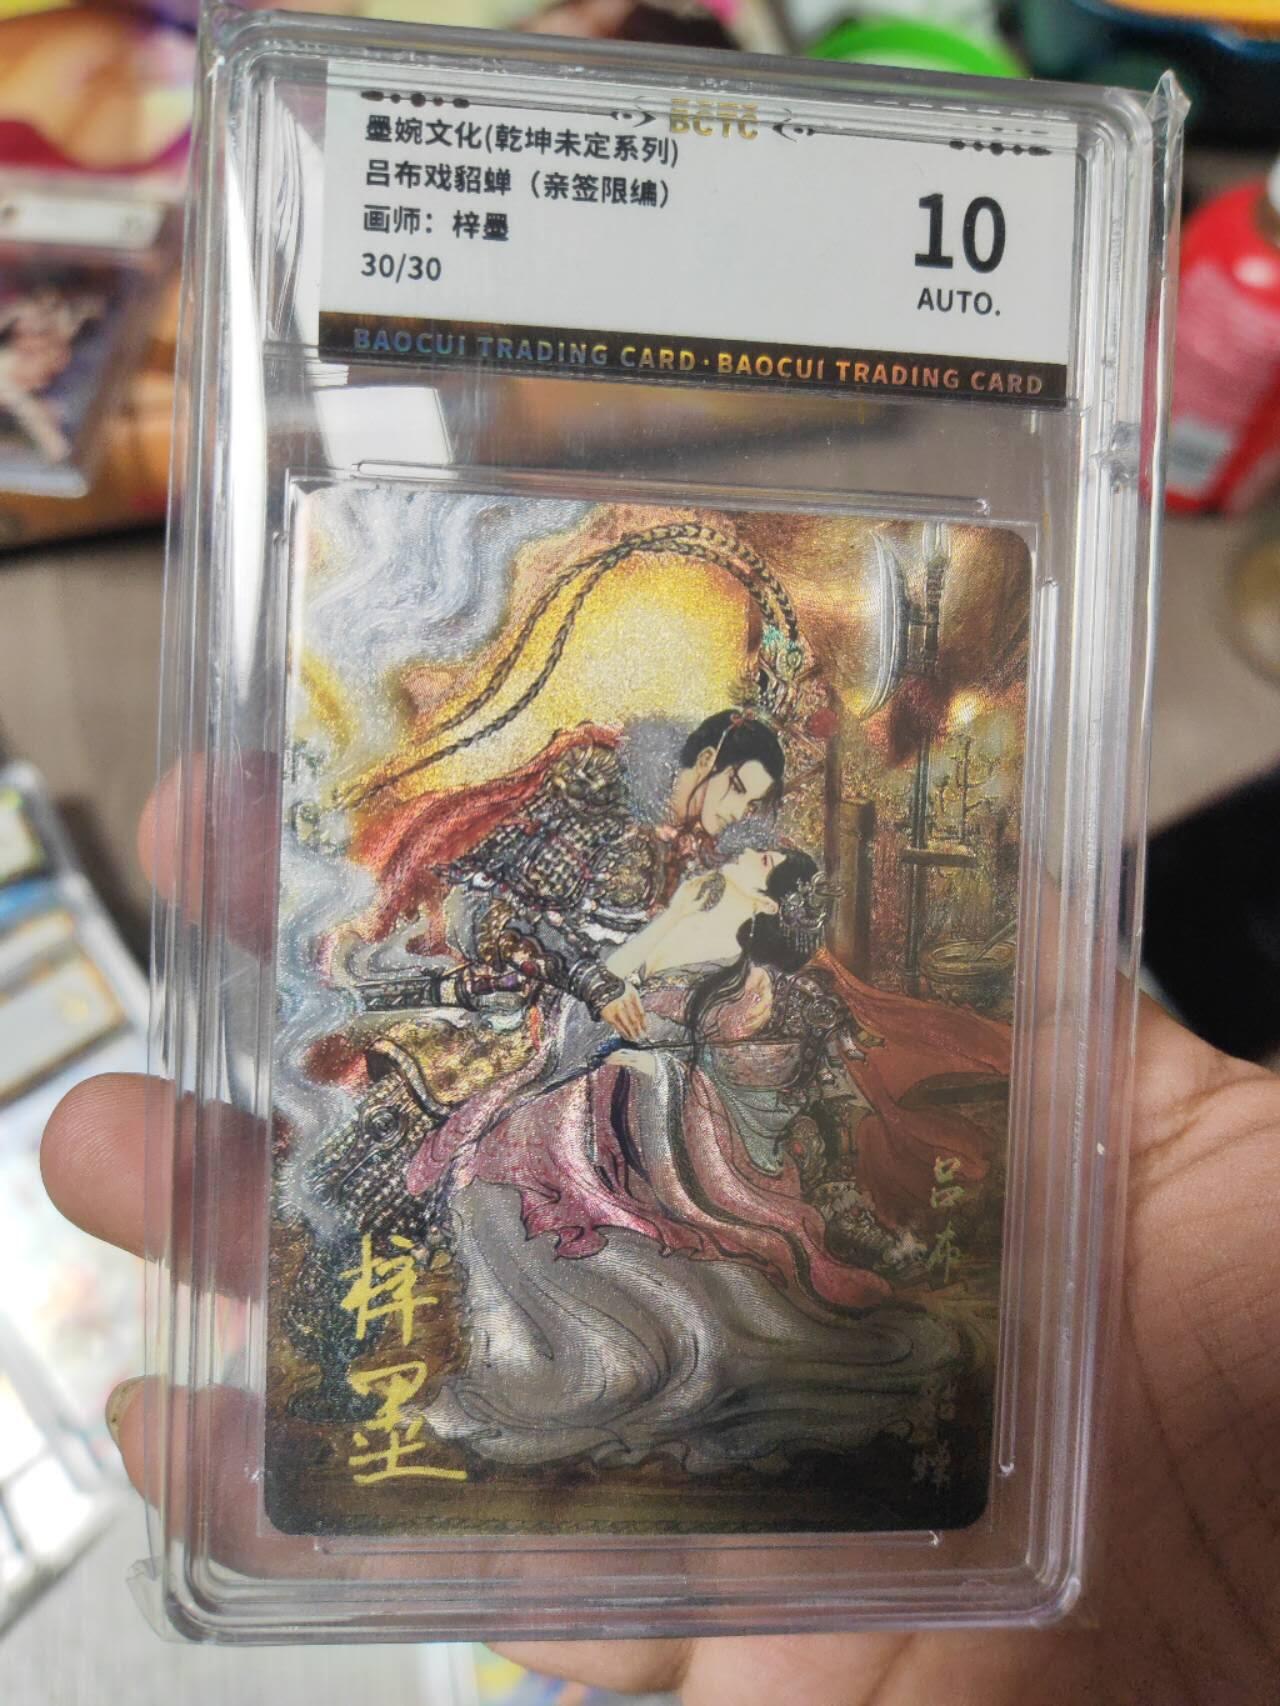 BCTC
墨婉文化(乾坤未定系列)
吕布戏貂蝉（亲签限编）
画师：梓墨
30/30
10
AUTO.
BAOCUI TRADING CARD·BAOCUI TRADING CARD
吕布
貂蝉
梓墨